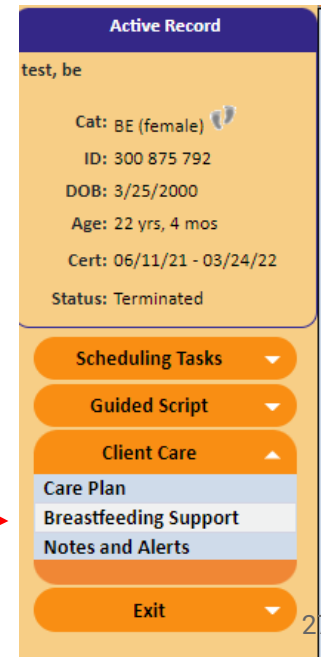 Active Record
test, be
Cat: BE (female)
ID: 300 875 792
DOB: 3/25/2000
Age: 22 yrs, 4 mos
Cert: 06/11/21 - 03/24/22
Status: Terminated
Scheduling Tasks
Guided Script
Client Care
Care Plan
Breastfeeding Support
Notes and Alerts
Exit